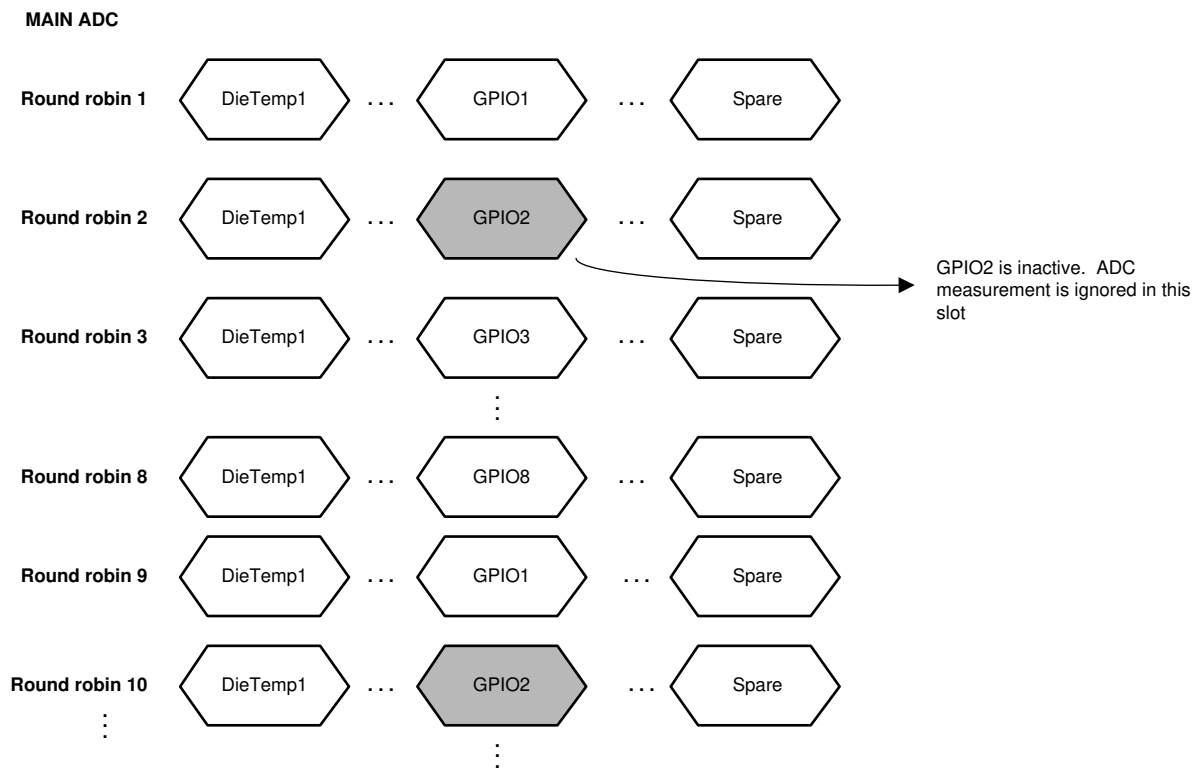 MAIN ADC
Round robin 1 DieTemp1 ... GPIO1 ... Spare
Round robin 2 DieTemp1 ... GPIO2 ... Spare
GPIO2 is inactive. ADC
measurement is ignored in this
slot
Round robin 3 DieTemp1 ... GPIO3 ... Spare
Round robin 8 DieTemp1 ... GPIO8 ... Spare
Round robin 9 DieTemp1 ... GPIO1 ... Spare
Round robin 10 DieTemp1 ... GPIO2 ... Spare